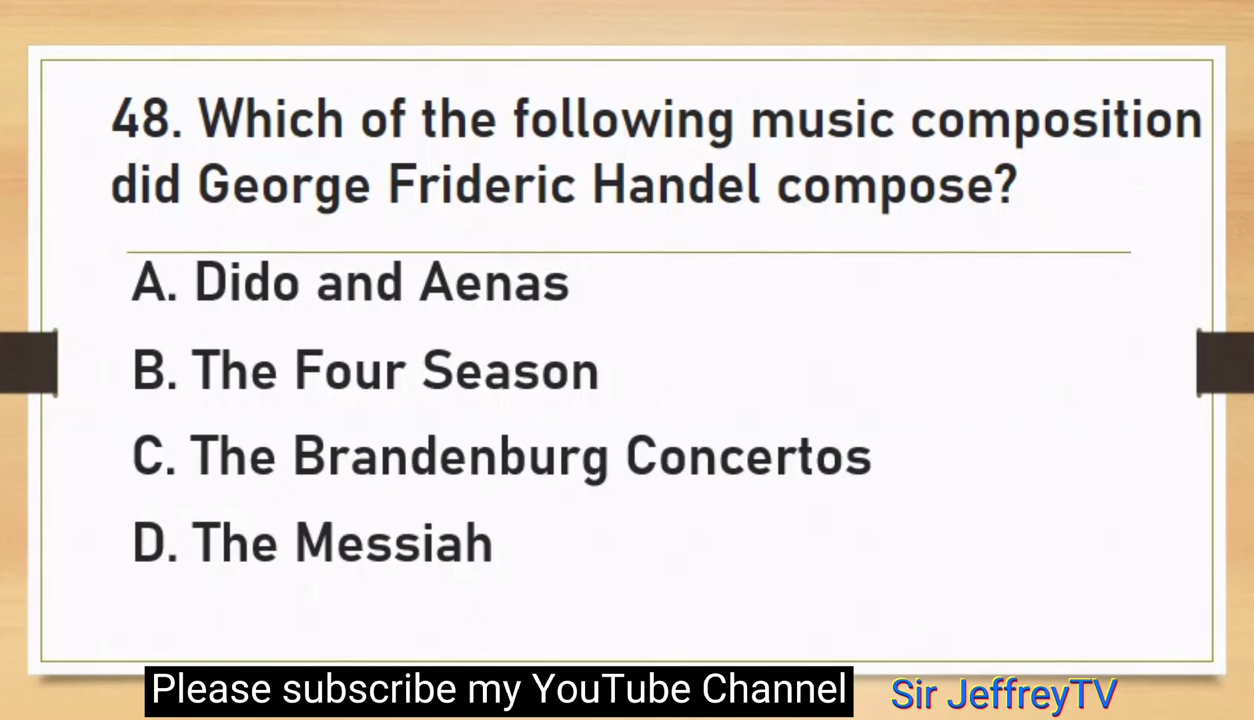 48. Which of the following music composition
did George Frideric Handel compose?
A. Dido and Aenas
B. The Four Season
C. The Brandenburg Concertos
D. The Messiah
Please subscribe my YouTube Channel Sir JeffreyTV